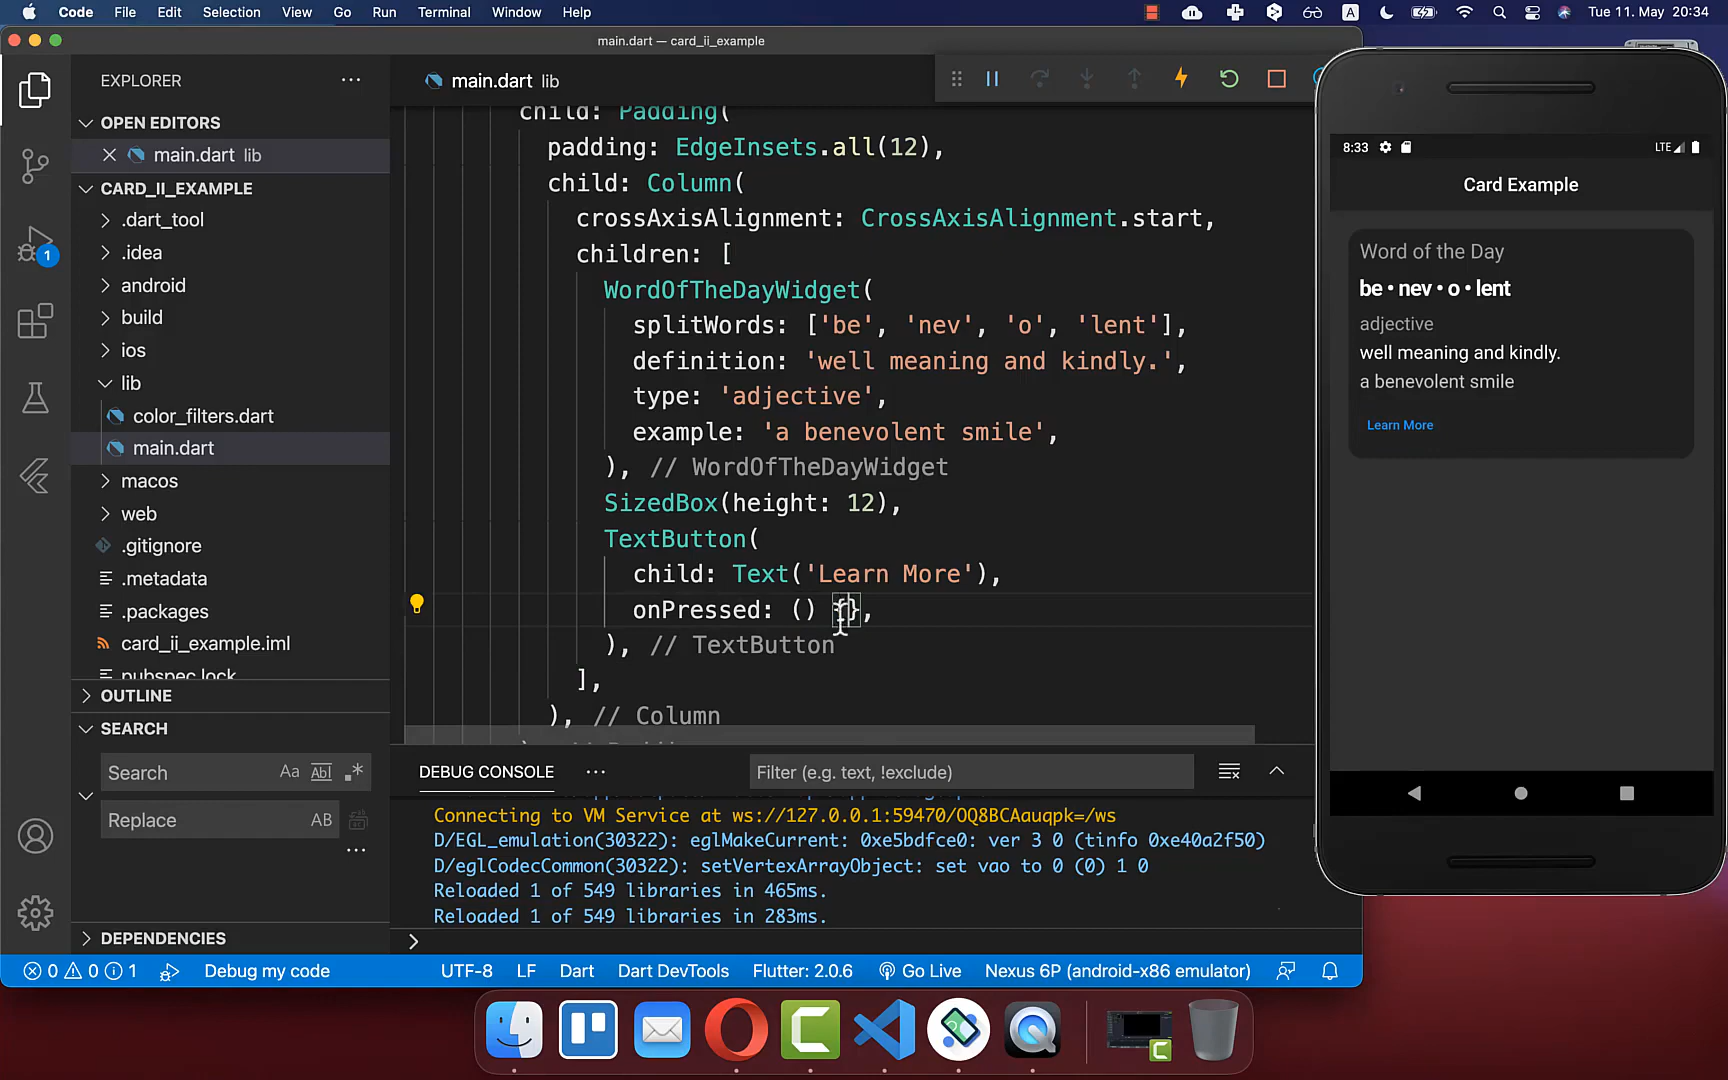 Code File Edit Selection View Go Run Terminal Window Help
A
Tue 11. May 20:34
main.dart — card_ii_example
EXPLORER
OPEN EDITORS
main.dart lib
CARD_II_EXAMPLE
.dart_tool
.idea
android
build
ios
lib
color_filters.dart
main.dart
macos
web
.gitignore
.metadata
.packages
card_ii_example.iml
pubspec.lock
OUTLINE
SEARCH
Search Aa Abl .*
Replace AB
DEPENDENCIES
1
main.dart lib
child: Padding(
padding: EdgeInsets.all(12),
child: Column(
crossAxisAlignment: CrossAxisAlignment.start,
children: [
WordOfTheDayWidget(
splitWords: ['be', 'nev', 'o', 'lent'],
definition: 'well meaning and kindly.',
type: 'adjective',
example: 'a benevolent smile',
), // WordOfTheDayWidget
SizedBox(height: 12),
TextButton(
child: Text('Learn More'),
onPressed: () {},
), // TextButton
],
), // Column
DEBUG CONSOLE
Filter (e.g. text, !exclude)
Connecting to VM Service at ws://127.0.0.1:59470/OQ8BCAauqpk=/ws
D/EGL_emulation(30322): eglMakeCurrent: 0xe5bdfce0: ver 3 0 (tinfo 0xe40a2f50)
D/eglCodecCommon(30322): setVertexArrayObject: set vao to 0 (0) 1 0
Reloaded 1 of 549 libraries in 465ms.
Reloaded 1 of 549 libraries in 283ms.
0 0 1 Debug my code UTF-8 LF Dart Dart DevTools Flutter: 2.0.6 Go Live Nexus 6P (android-x86 emulator)
8:33 LTE
Card Example
Word of the Day
be • nev • o • lent
adjective
well meaning and kindly.
a benevolent smile
Learn More